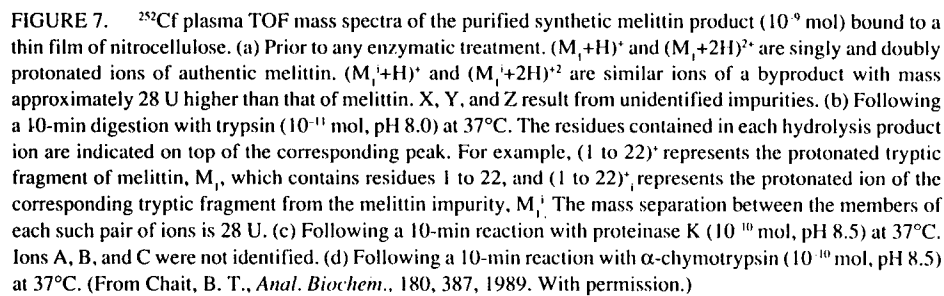 FIGURE 7. ²⁵²Cf plasma TOF mass spectra of the purified synthetic melittin product (10⁻⁹ mol) bound to a
thin film of nitrocellulose. (a) Prior to any enzymatic treatment. (M₁+H)⁺ and (M₁+2H)²⁺ are singly and doubly
protonated ions of authentic melittin. (M₁ⁱ+H)⁺ and (M₁ⁱ+2H)⁺² are similar ions of a byproduct with mass
approximately 28 U higher than that of melittin. X, Y, and Z result from unidentified impurities. (b) Following
a 10-min digestion with trypsin (10⁻¹¹ mol, pH 8.0) at 37°C. The residues contained in each hydrolysis product
ion are indicated on top of the corresponding peak. For example, (1 to 22)⁺ represents the protonated tryptic
fragment of melittin, M₁, which contains residues 1 to 22, and (1 to 22)⁺ᵢ represents the protonated ion of the
corresponding tryptic fragment from the melittin impurity, M₁ⁱ. The mass separation between the members of
each such pair of ions is 28 U. (c) Following a 10-min reaction with proteinase K (10⁻¹⁰ mol, pH 8.5) at 37°C.
Ions A, B, and C were not identified. (d) Following a 10-min reaction with α-chymotrypsin (10⁻¹⁰ mol, pH 8.5)
at 37°C. (From Chait, B. T., Anal. Biochem., 180, 387, 1989. With permission.)